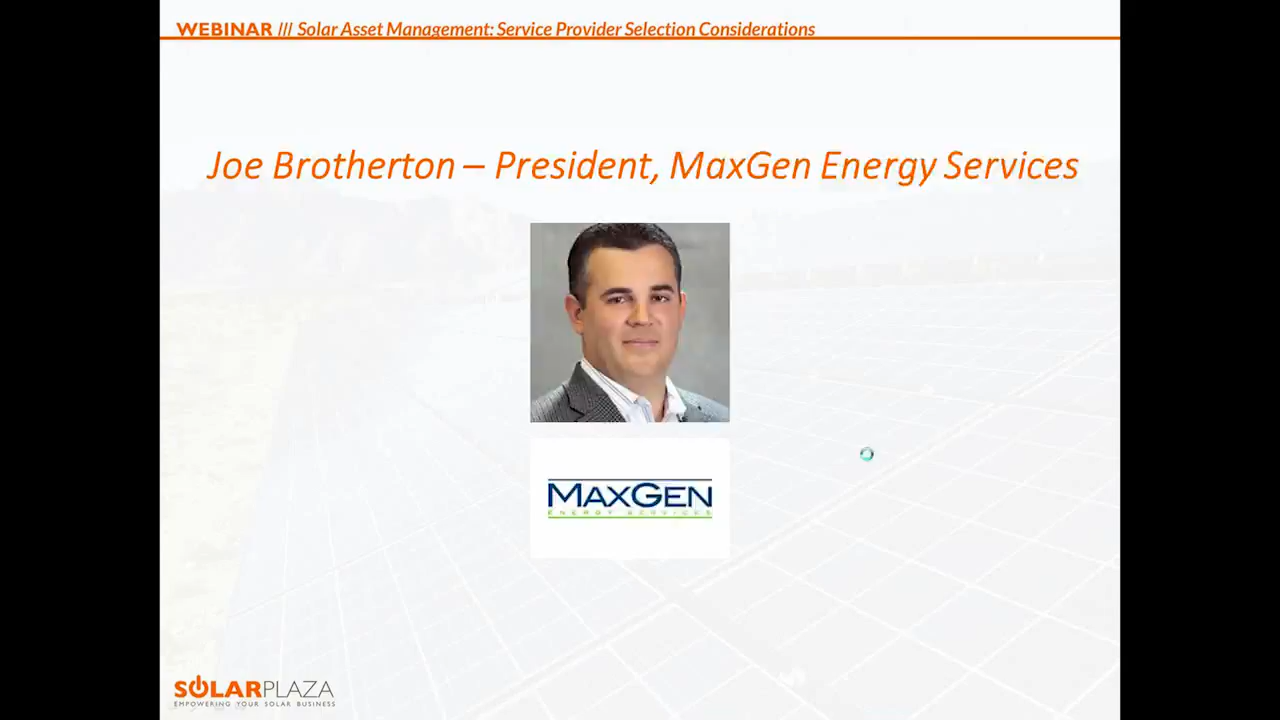 WEBINAR /// Solar Asset Management: Service Provider Selection Considerations
Joe Brotherton – President, MaxGen Energy Services
MAXGEN
ENERGY SERVICES
SOLARPLAZA
EMPOWERING YOUR SOLAR BUSINESS